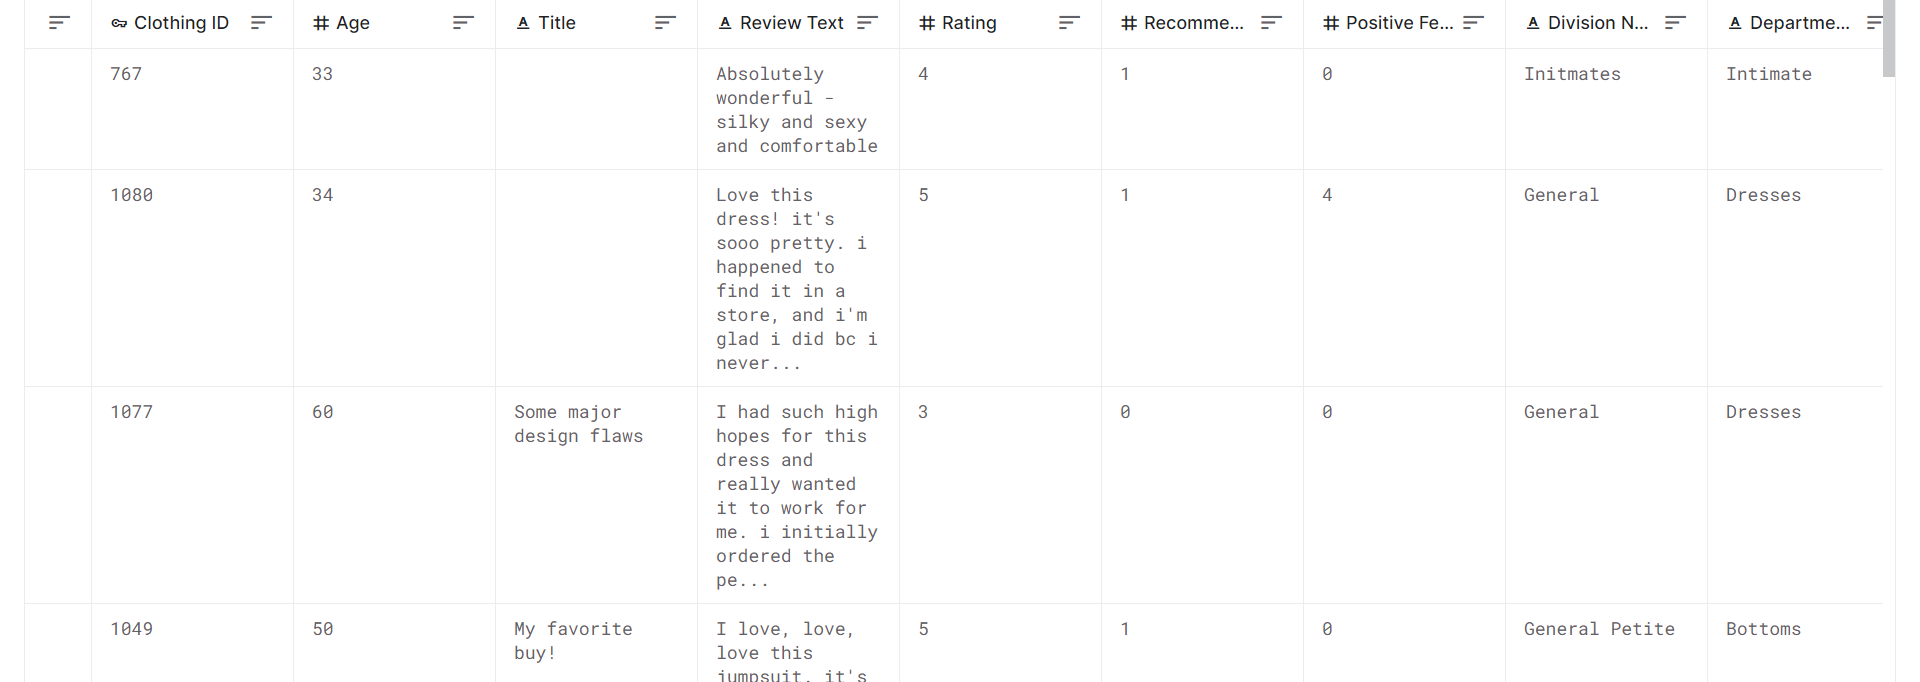 Clothing ID Age Title Review Text Rating Recomme... Positive Fe... Division N... Departme...
767 33 Absolutely 4 1 0 Initmates Intimate
wonderful -
silky and sexy
and comfortable
1080 34 Love this 5 1 4 General Dresses
dress! it's
sooo pretty. i
happened to
find it in a
store, and i'm
glad i did bc i
never...
1077 60 Some major I had such high 3 0 0 General Dresses
design flaws hopes for this
dress and
really wanted
it to work for
me. i initially
ordered the
pe...
1049 50 My favorite I love, love, 5 1 0 General Petite Bottoms
buy! love this
jumpsuit. it's